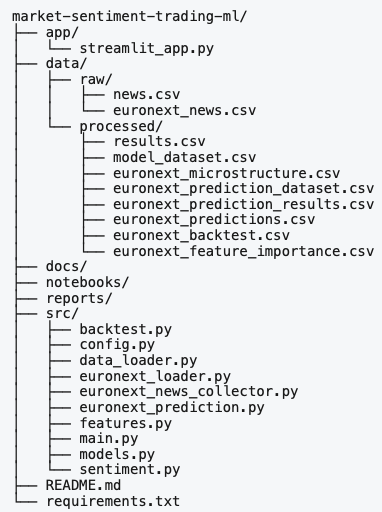 market-sentiment-trading-ml/
├── app/
│   └── streamlit_app.py
├── data/
│   ├── raw/
│   │   ├── news.csv
│   │   └── euronext_news.csv
│   └── processed/
│       ├── results.csv
│       ├── model_dataset.csv
│       ├── euronext_microstructure.csv
│       ├── euronext_prediction_dataset.csv
│       ├── euronext_prediction_results.csv
│       ├── euronext_predictions.csv
│       ├── euronext_backtest.csv
│       └── euronext_feature_importance.csv
├── docs/
├── notebooks/
├── reports/
├── src/
│   ├── backtest.py
│   ├── config.py
│   ├── data_loader.py
│   ├── euronext_loader.py
│   ├── euronext_news_collector.py
│   ├── euronext_prediction.py
│   ├── features.py
│   ├── main.py
│   ├── models.py
│   └── sentiment.py
├── README.md
└── requirements.txt